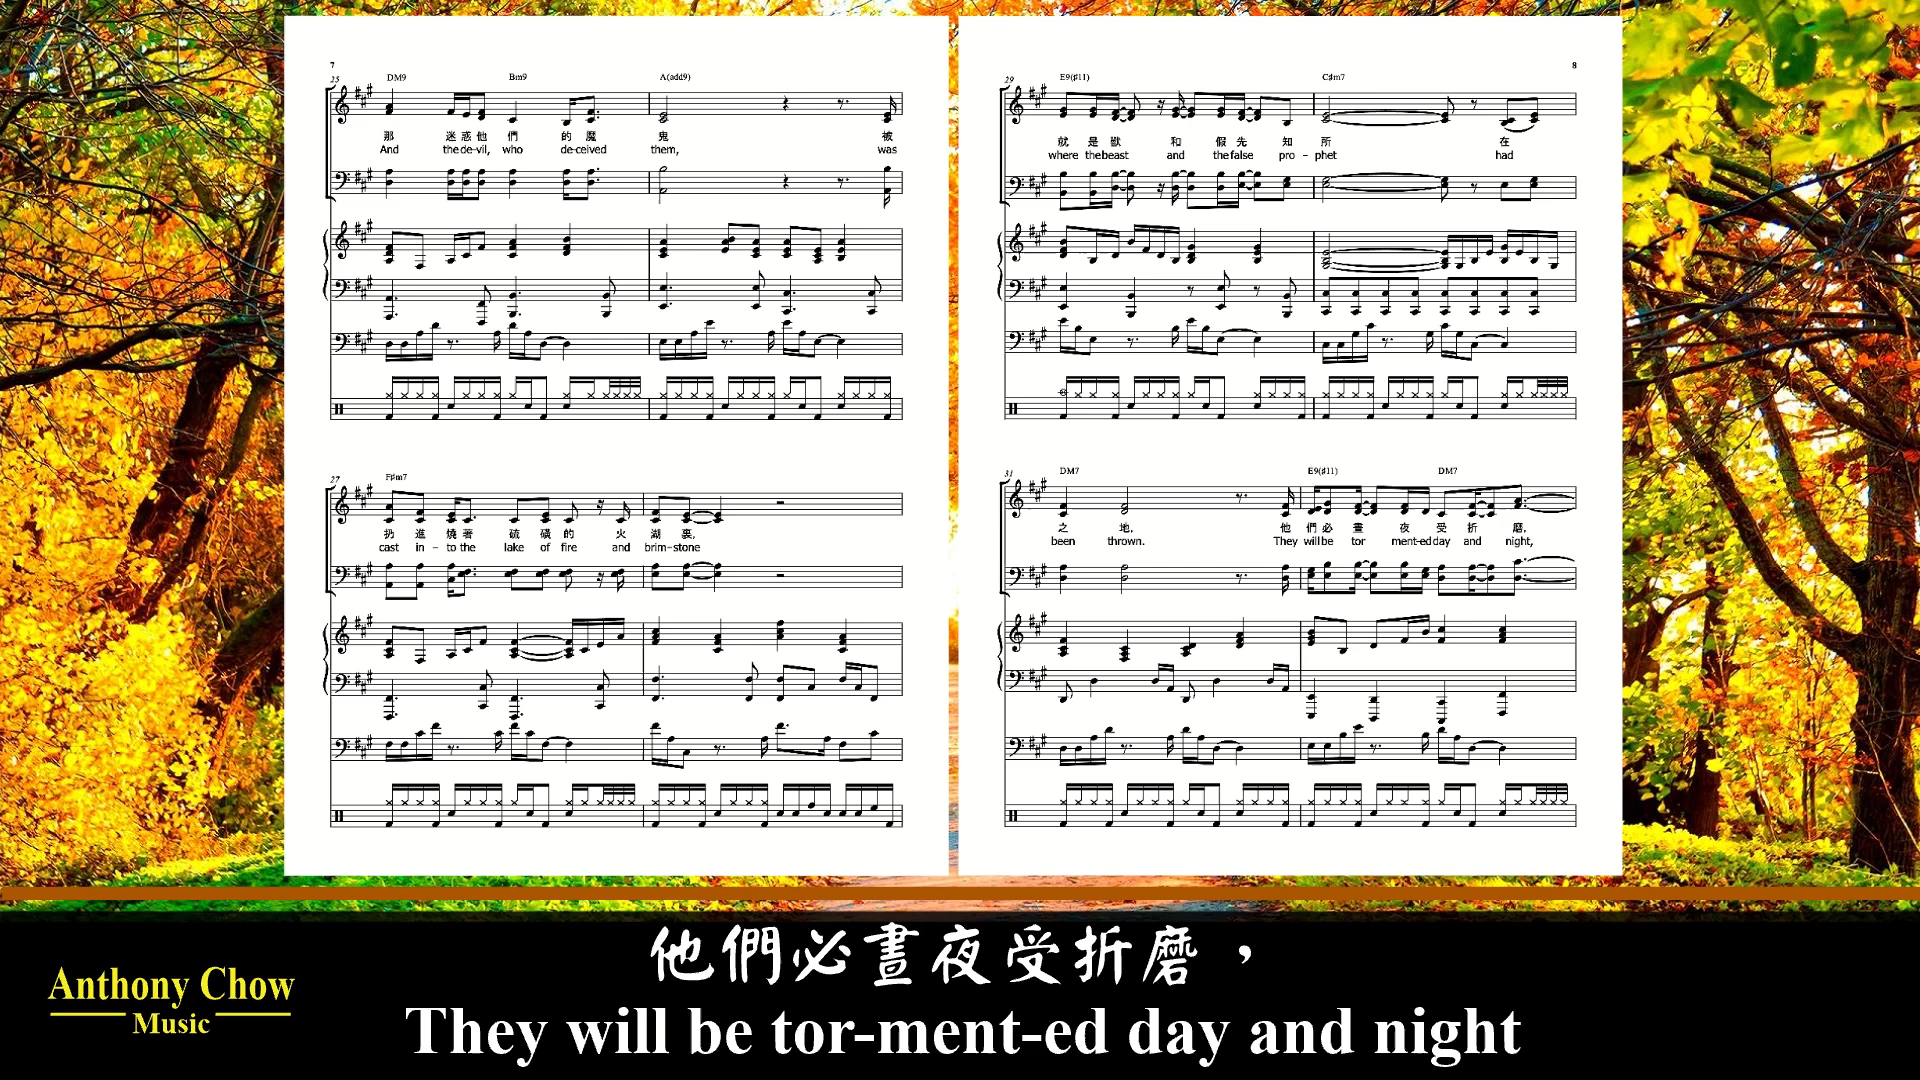 7
25
DM9 Bm9 A(add9)
那 迷惑他 們 的 魔 鬼 被
And the de-vil, who de-ceived them, was
27
F♯m7
扔 進 燒著 硫 磺 的 火 湖 裏,
cast in – to the lake of fire and brim-stone
8
29
E9(♯11) C♯m7
就 是 獸 和 假 先 知 所 在
where the beast and the false pro – phet had
31
DM7 E9(♯11) DM7
之 地, 他 們 必 晝 夜 受 折 磨,
been thrown. They will be tor ment-ed day and night,
他們必晝夜受折磨，
They will be tor-ment-ed day and night
Anthony Chow
Music